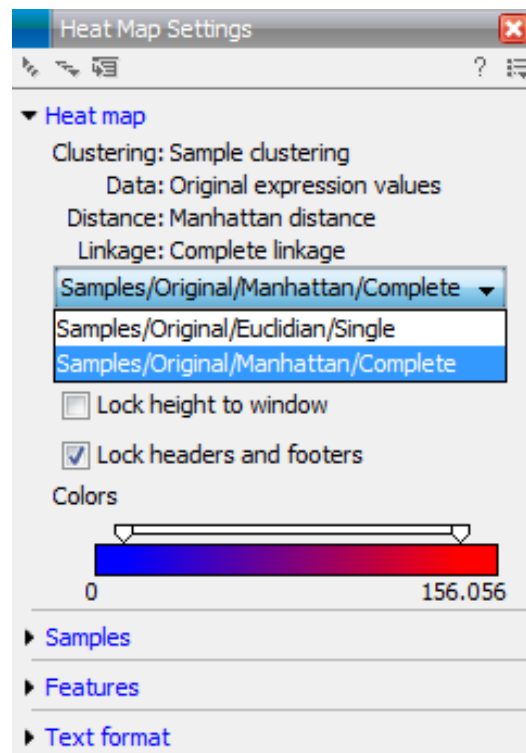 Heat Map Settings
?
Heat map
Clustering: Sample clustering
Data: Original expression values
Distance: Manhattan distance
Linkage: Complete linkage
Samples/Original/Manhattan/Complete
Samples/Original/Euclidian/Single
Samples/Original/Manhattan/Complete
Lock height to window
Lock headers and footers
Colors
0 156.056
Samples
Features
Text format